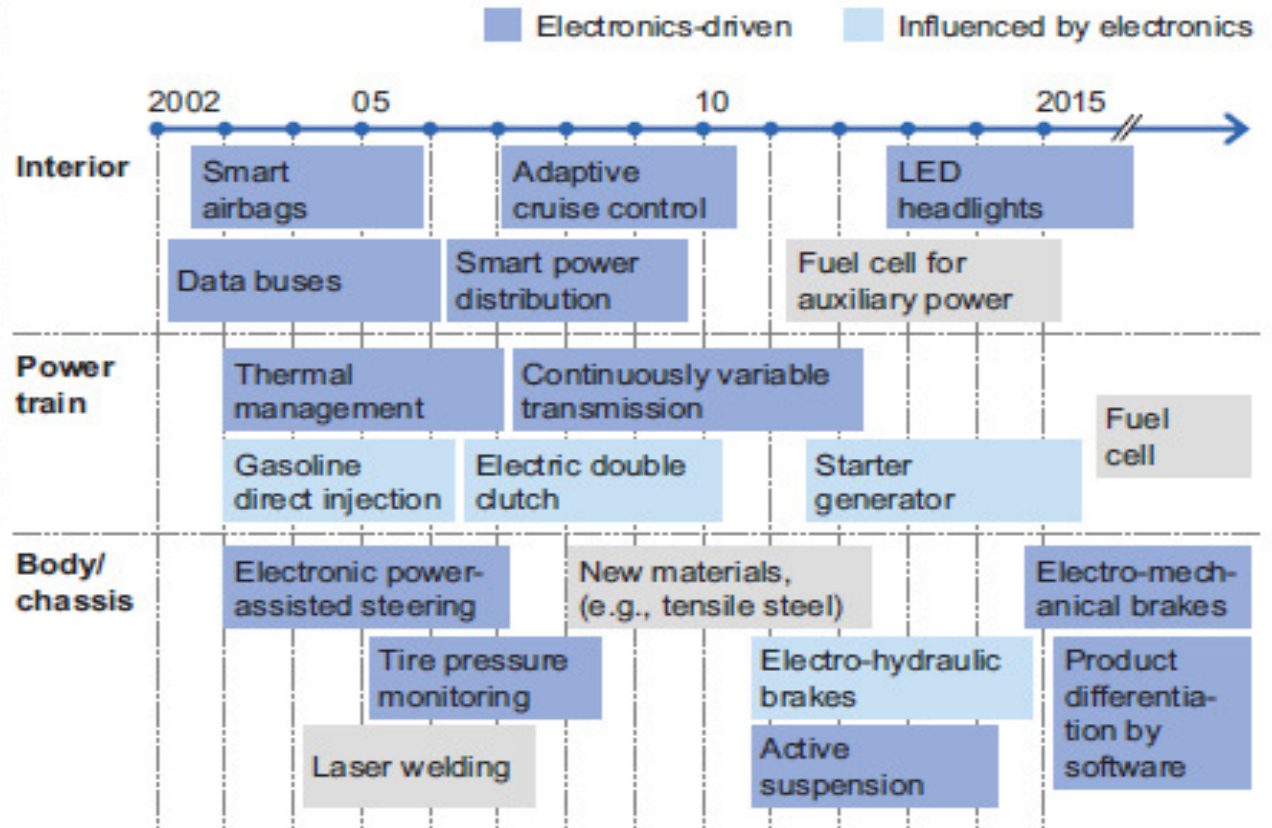 Electronics-driven
Influenced by electronics
2002
05
10
2015
Interior
Smart
airbags
Adaptive
cruise control
LED
headlights
Data buses
Smart power
distribution
Fuel cell for
auxiliary power
Power
train
Thermal
management
Continuously variable
transmission
Fuel
cell
Gasoline
direct injection
Electric double
clutch
Starter
generator
Body/
chassis
Electronic power-
assisted steering
New materials,
(e.g., tensile steel)
Electro-mech-
anical brakes
Tire pressure
monitoring
Electro-hydraulic
brakes
Product
differentia-
tion by
software
Laser welding
Active
suspension